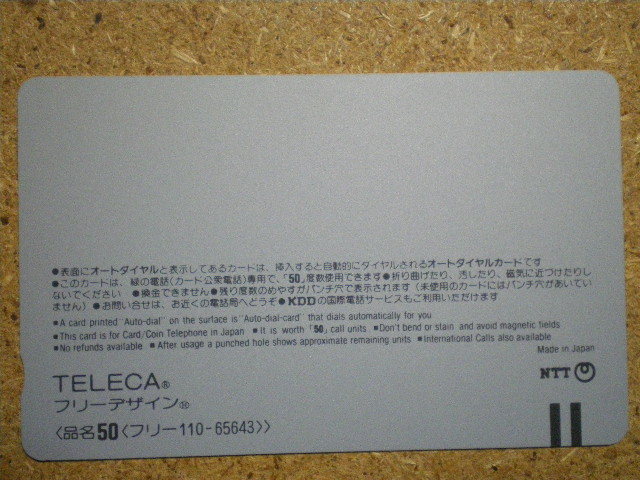 ●表面にオートダイヤルと表示してあるカードは、挿入すると自動的にダイヤルされるオートダイヤルカードです
●このカードは、緑の電話(カード公衆電話)専用で、「50」度数使用できます●折り曲げたり、汚したり、磁気に近づけたりし
ないでください ●換金できません●残り度数のめやすがパンチ穴で表示されます(未使用のカードにはパンチ穴があいてい
ません)●お問い合せは、お近くの電話局へどうぞ●KDDの国際電話サービスもご利用いただけます
■A card printed "Auto-dial" on the surface is "Auto-dial-card" that dials automatically for you
■This card is for Card/Coin Telephone in Japan ■It is worth「50」call units ■Don't bend or stain and avoid magnetic fields
■No refunds available ■After usage a punched hole shows approximate remaining units ■International Calls also available
Made in Japan
TELECA®
NTT
フリーデザイン㊕
〈品名50〈フリー110-65643〉〉